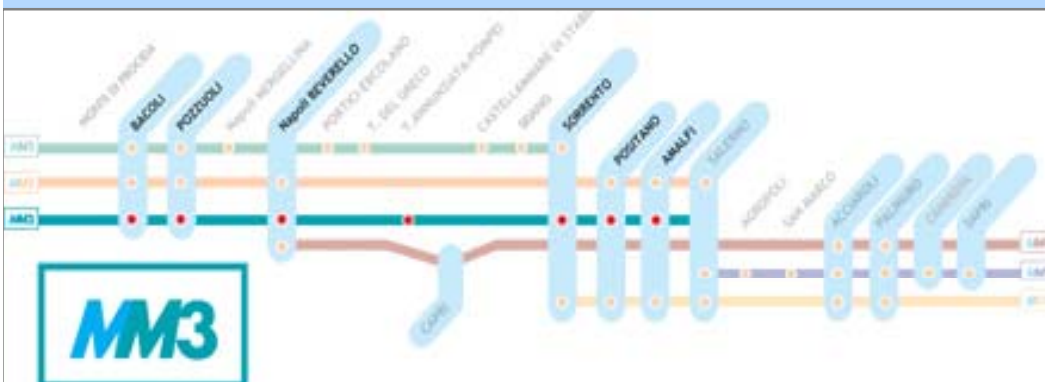 MONTE DI PROCIDA
BACOLI
POZZUOLI
Napoli MERGELLINA
Napoli BEVERELLO
PORTICI-ERCOLANO
T. DEL GRECO
T. ANNUNZIATA-POMPEI
CASTELLAMMARE DI STABIA
SEIANO
SORRENTO
POSITANO
AMALFI
SALERNO
AGROPOLI
SAN MARCO
ACCIAROLI
PALINURO
CAMEROTA
SAPRI
MM3
CAPRI
MM3